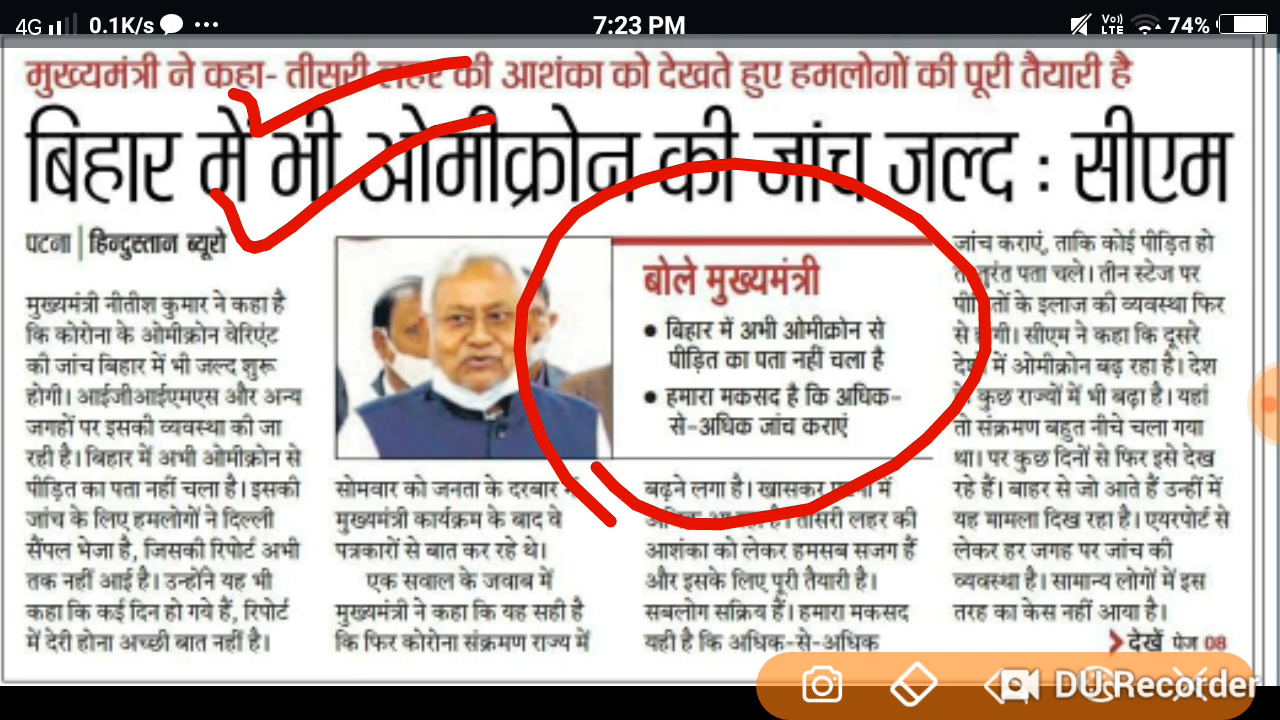 4G 0.1K/s 7:23 PM Vo)) LTE 74%
मुख्यमंत्री ने कहा- तीसरी लहर की आशंका को देखते हुए हमलोगों की पूरी तैयारी है
बिहार में भी ओमीक्रोन की जांच जल्द : सीएम
पटना | हिन्दुस्तान ब्यूरो
मुख्यमंत्री नीतीश कुमार ने कहा है
कि कोरोना के ओमीक्रोन वेरिएंट
की जांच बिहार में भी जल्द शुरू
होगी। आईजीआईएमएस और अन्य
जगहों पर इसकी व्यवस्था की जा
रही है। बिहार में अभी ओमीक्रोन से
पीड़ित का पता नहीं चला है। इसकी
जांच के लिए हमलोगों ने दिल्ली
सैंपल भेजा है, जिसकी रिपोर्ट अभी
तक नहीं आई है। उन्होंने यह भी
कहा कि कई दिन हो गये हैं, रिपोर्ट
में देरी होना अच्छी बात नहीं है।
बोले मुख्यमंत्री
● बिहार में अभी ओमीक्रोन से
पीड़ित का पता नहीं चला है
● हमारा मकसद है कि अधिक-
से-अधिक जांच कराएं
सोमवार को जनता के दरबार में
मुख्यमंत्री कार्यक्रम के बाद वे
पत्रकारों से बात कर रहे थे।
एक सवाल के जवाब में
मुख्यमंत्री ने कहा कि यह सही है
कि फिर कोरोना संक्रमण राज्य में
बढ़ने लगा है। खासकर में
है। तीसरी लहर की
आशंका को लेकर हमसब सजग हैं
और इसके लिए पूरी तैयारी है।
सबलोग सक्रिय हैं। हमारा मकसद
यही है कि अधिक-से-अधिक
जांच कराएं, ताकि कोई पीड़ित हो
तुरंत पता चले। तीन स्टेज पर
के इलाज की व्यवस्था फिर
से होगी। सीएम ने कहा कि दूसरे
में ओमीक्रोन बढ़ रहा है। देश
कुछ राज्यों में भी बढ़ा है। यहां
तो संक्रमण बहुत नीचे चला गया
था। पर कुछ दिनों से फिर इसे देख
रहे हैं। बाहर से जो आते हैं उन्हीं में
यह मामला दिख रहा है। एयरपोर्ट से
लेकर हर जगह पर जांच की
व्यवस्था है। सामान्य लोगों में इस
तरह का केस नहीं आया है।
देखें पेज 08
DU Recorder